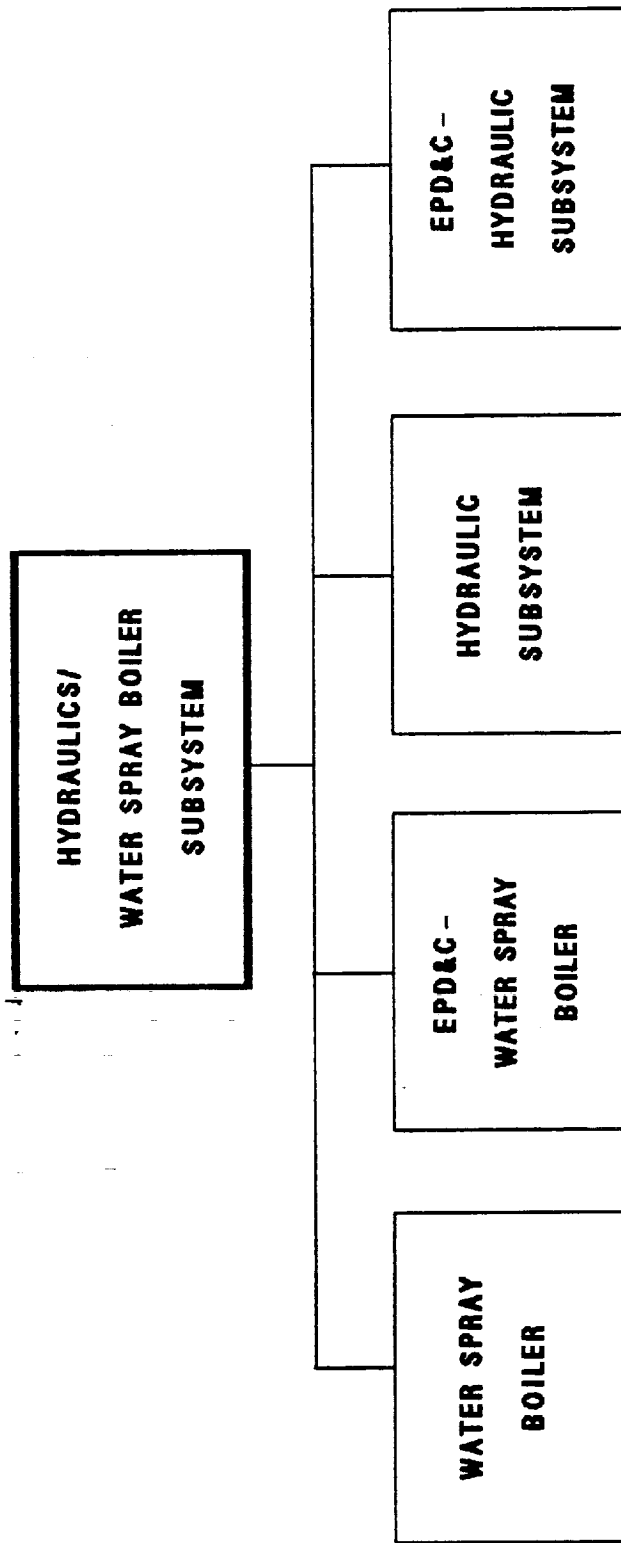 HYDRAULICS/
WATER SPRAY BOILER
SUBSYSTEM
WATER SPRAY
BOILER
EPD&C –
WATER SPRAY
BOILER
HYDRAULIC
SUBSYSTEM
EPD&C –
HYDRAULIC
SUBSYSTEM